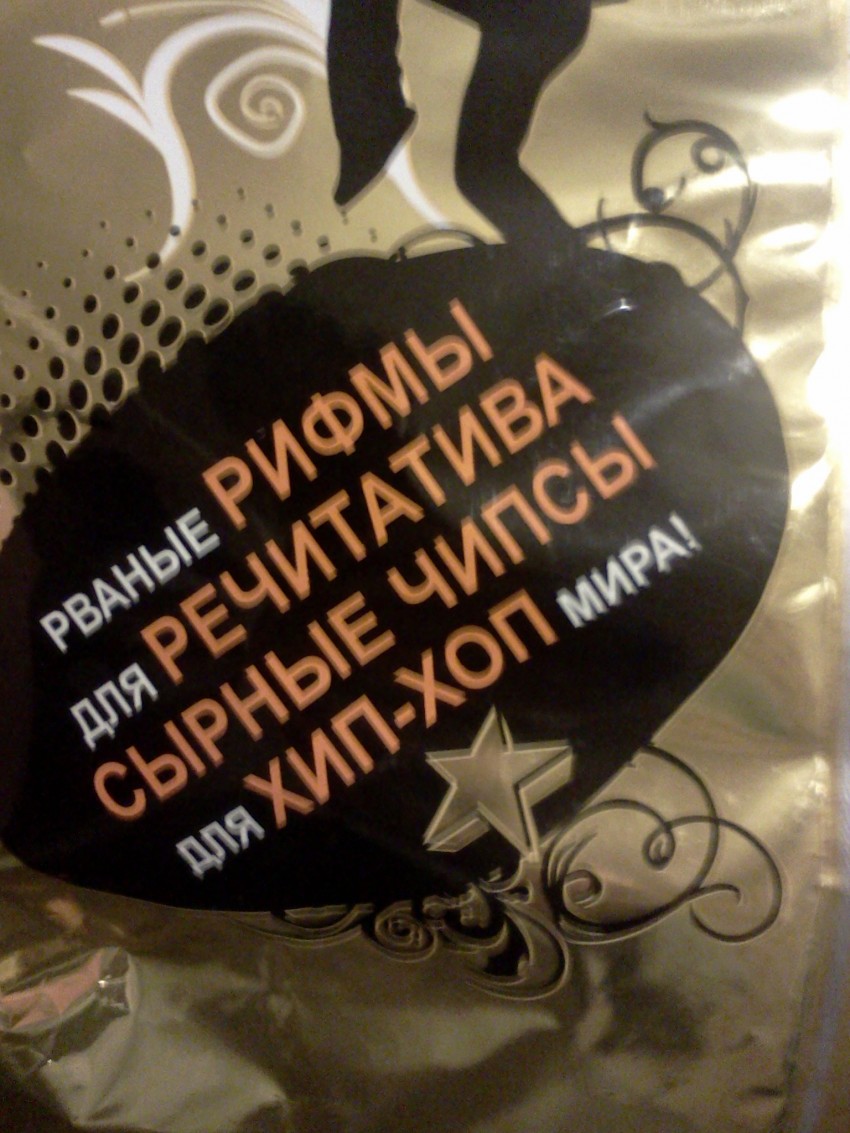 РВАНЫЕ РИФМЫ
ДЛЯ РЕЧИТАТИВА
СЫРНЫЕ ЧИПСЫ
ДЛЯ ХИП-ХОП МИРА!